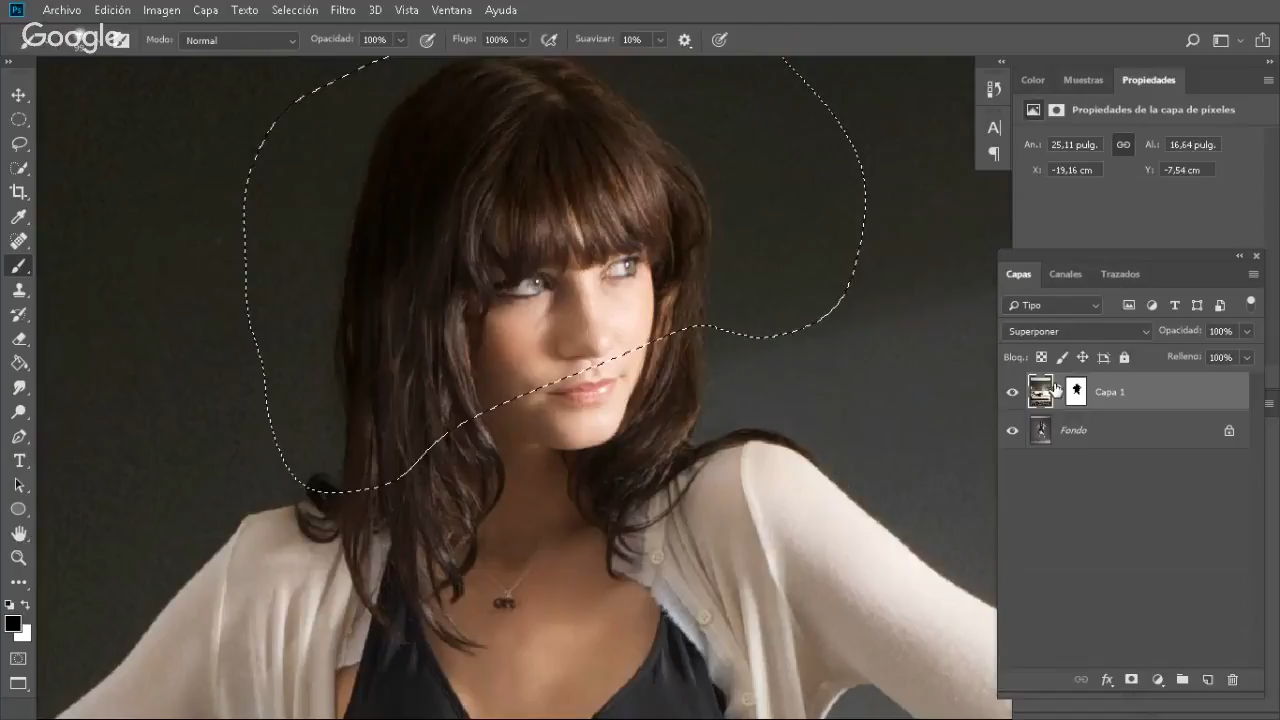 Ps Archivo Edición Imagen Capa Texto Selección Filtro 3D Vista Ventana Ayuda
Google
Modo: Normal Opacidad: 100% Flujo: 100% Suavizar: 10%
Color Muestras Propiedades
Propiedades de la capa de píxeles
An.: 25,11 pulg. Al.: 16,64 pulg.
X: -19,16 cm Y: -7,54 cm
Capas Canales Trazados
Tipo
Superponer Opacidad: 100%
Bloq.: Relleno: 100%
Capa 1
Fondo